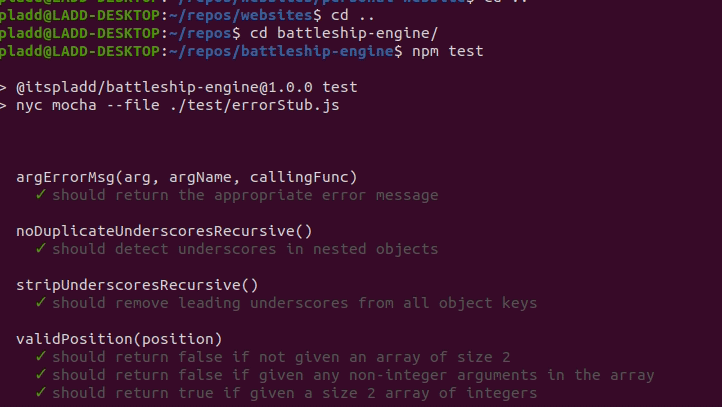 pladd@LADD-DESKTOP:~/repos/websites$ cd ..
pladd@LADD-DESKTOP:~/repos$ cd battleship-engine/
pladd@LADD-DESKTOP:~/repos/battleship-engine$ npm test
> @itspladd/battleship-engine@1.0.0 test
> nyc mocha --file ./test/errorStub.js
argErrorMsg(arg, argName, callingFunc)
✓ should return the appropriate error message
noDuplicateUnderscoresRecursive()
✓ should detect underscores in nested objects
stripUnderscoresRecursive()
✓ should remove leading underscores from all object keys
validPosition(position)
✓ should return false if not given an array of size 2
✓ should return false if given any non-integer arguments in the array
✓ should return true if given a size 2 array of integers